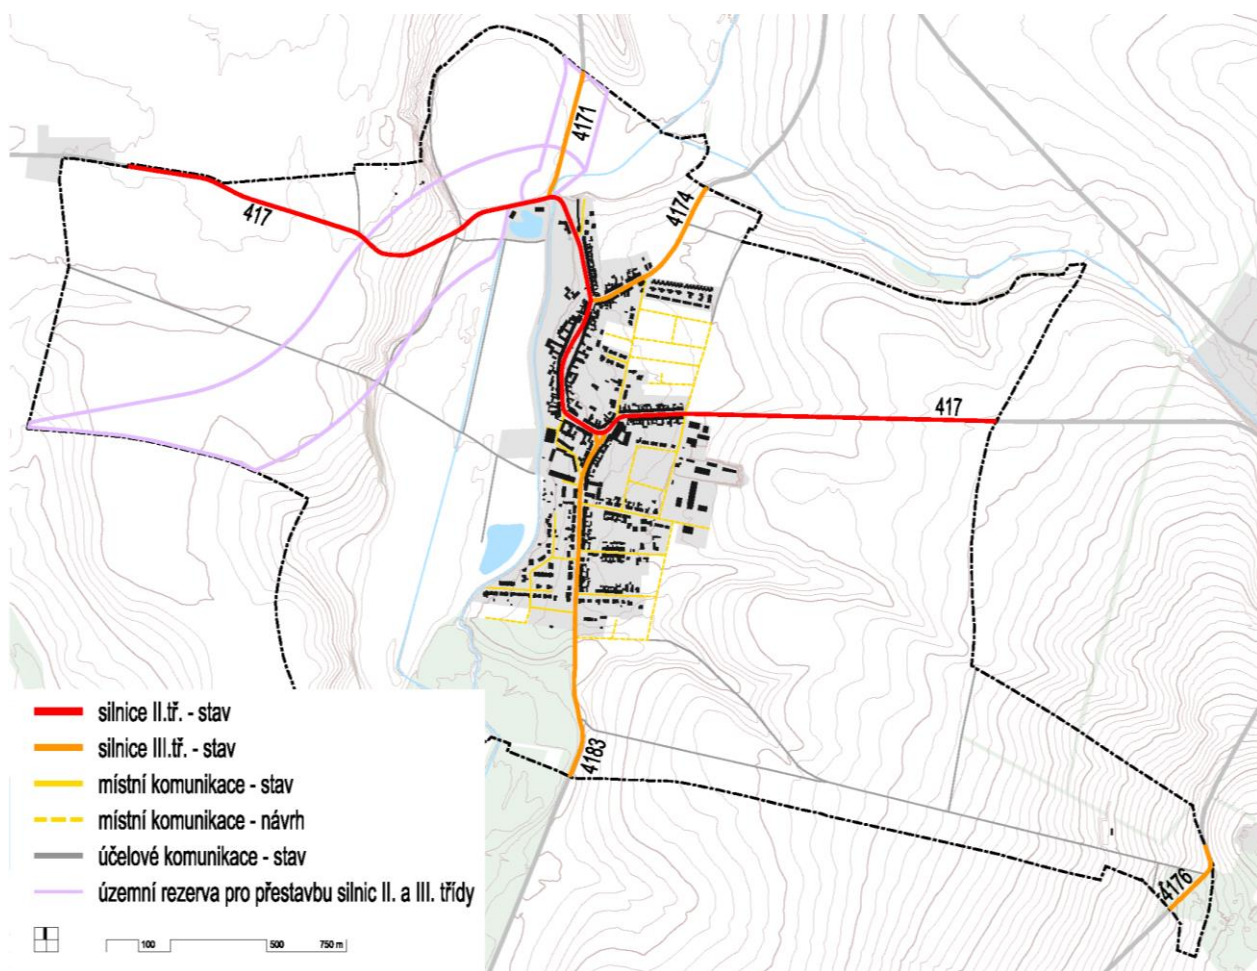 4171
4174
417
417
4183
4176
silnice II.tř. - stav
silnice III.tř. - stav
místní komunikace - stav
místní komunikace - návrh
účelové komunikace - stav
územní rezerva pro přestavbu silnic II. a III. třídy
100 500 750 m